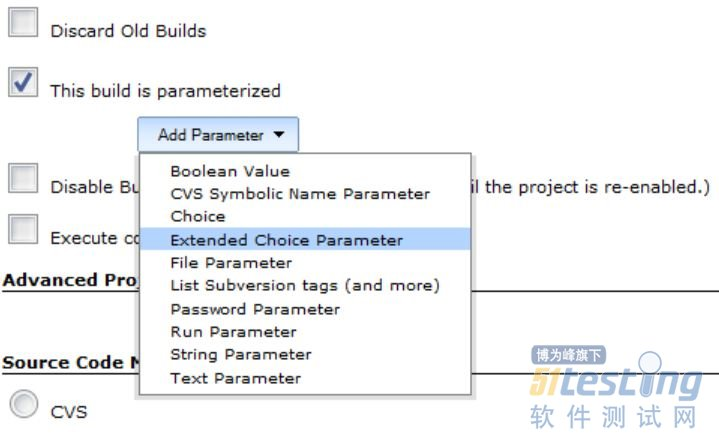 Discard Old Builds
This build is parameterized
Add Parameter
Boolean Value
CVS Symbolic Name Parameter
Choice
Extended Choice Parameter
File Parameter
List Subversion tags (and more)
Password Parameter
Run Parameter
String Parameter
Text Parameter
Disable Bu il the project is re-enabled.)
Execute co
Advanced Pro
Source Code M
CVS
博为峰旗下
51testing
软件测试网